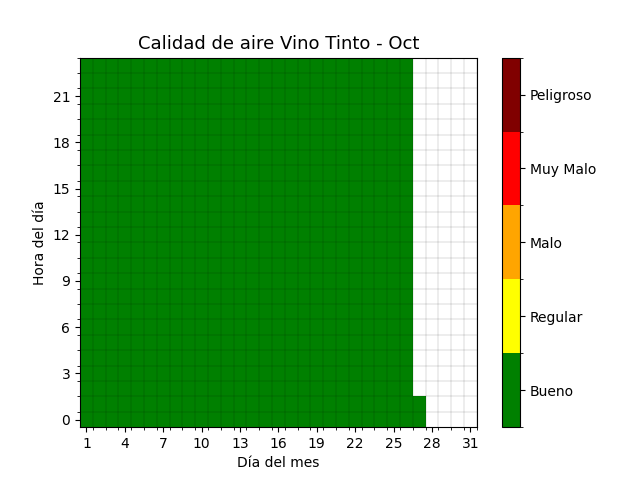 Calidad de aire Vino Tinto - Oct
Hora del día
21
18
15
12
9
6
3
0
1 4 7 10 13 16 19 22 25 28 31
Día del mes
Peligroso
Muy Malo
Malo
Regular
Bueno